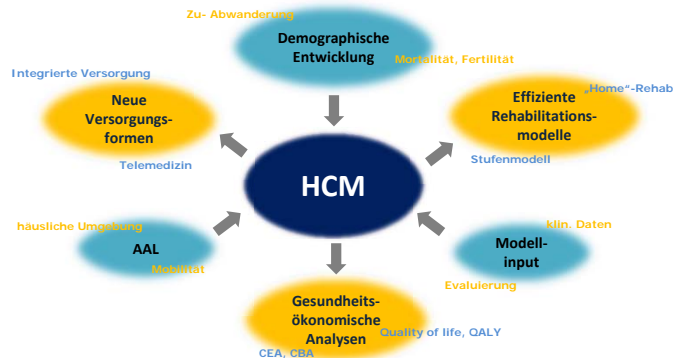 Zu- Abwanderung
Demographische
Entwicklung
Mortalität, Fertilität
Integrierte Versorgung
Neue
Versorgungs-
formen
Telemedizin
„Home“-Rehab
Effiziente
Rehabilitations-
modelle
Stufenmodell
HCM
häusliche Umgebung
AAL
Mobilität
klin. Daten
Modell-
input
Evaluierung
Gesundheits-
ökonomische
Analysen
Quality of life, QALY
CEA, CBA